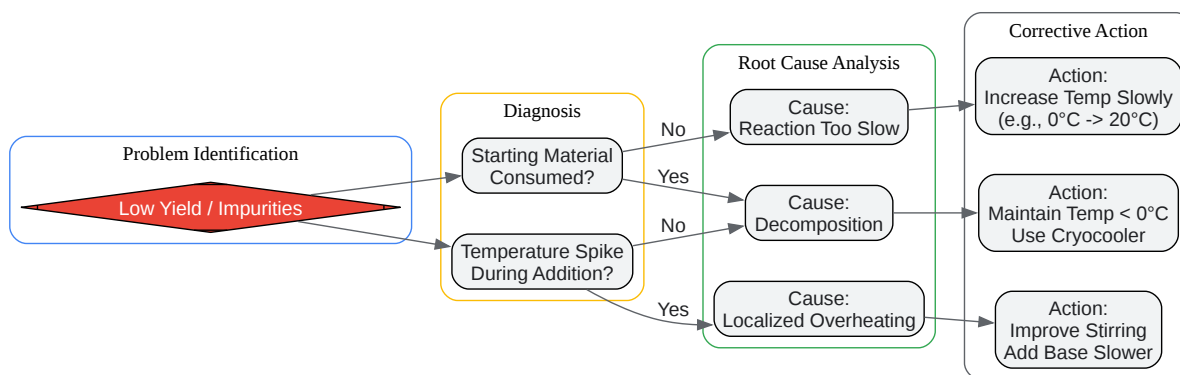 Problem Identification
Low Yield / Impurities
Diagnosis
Starting Material
Consumed?
Temperature Spike
During Addition?
No
Yes
No
Yes
Root Cause Analysis
Cause:
Reaction Too Slow
Cause:
Decomposition
Cause:
Localized Overheating
Corrective Action
Action:
Increase Temp Slowly
(e.g., 0°C -> 20°C)
Action:
Maintain Temp < 0°C
Use Cryocooler
Action:
Improve Stirring
Add Base Slower